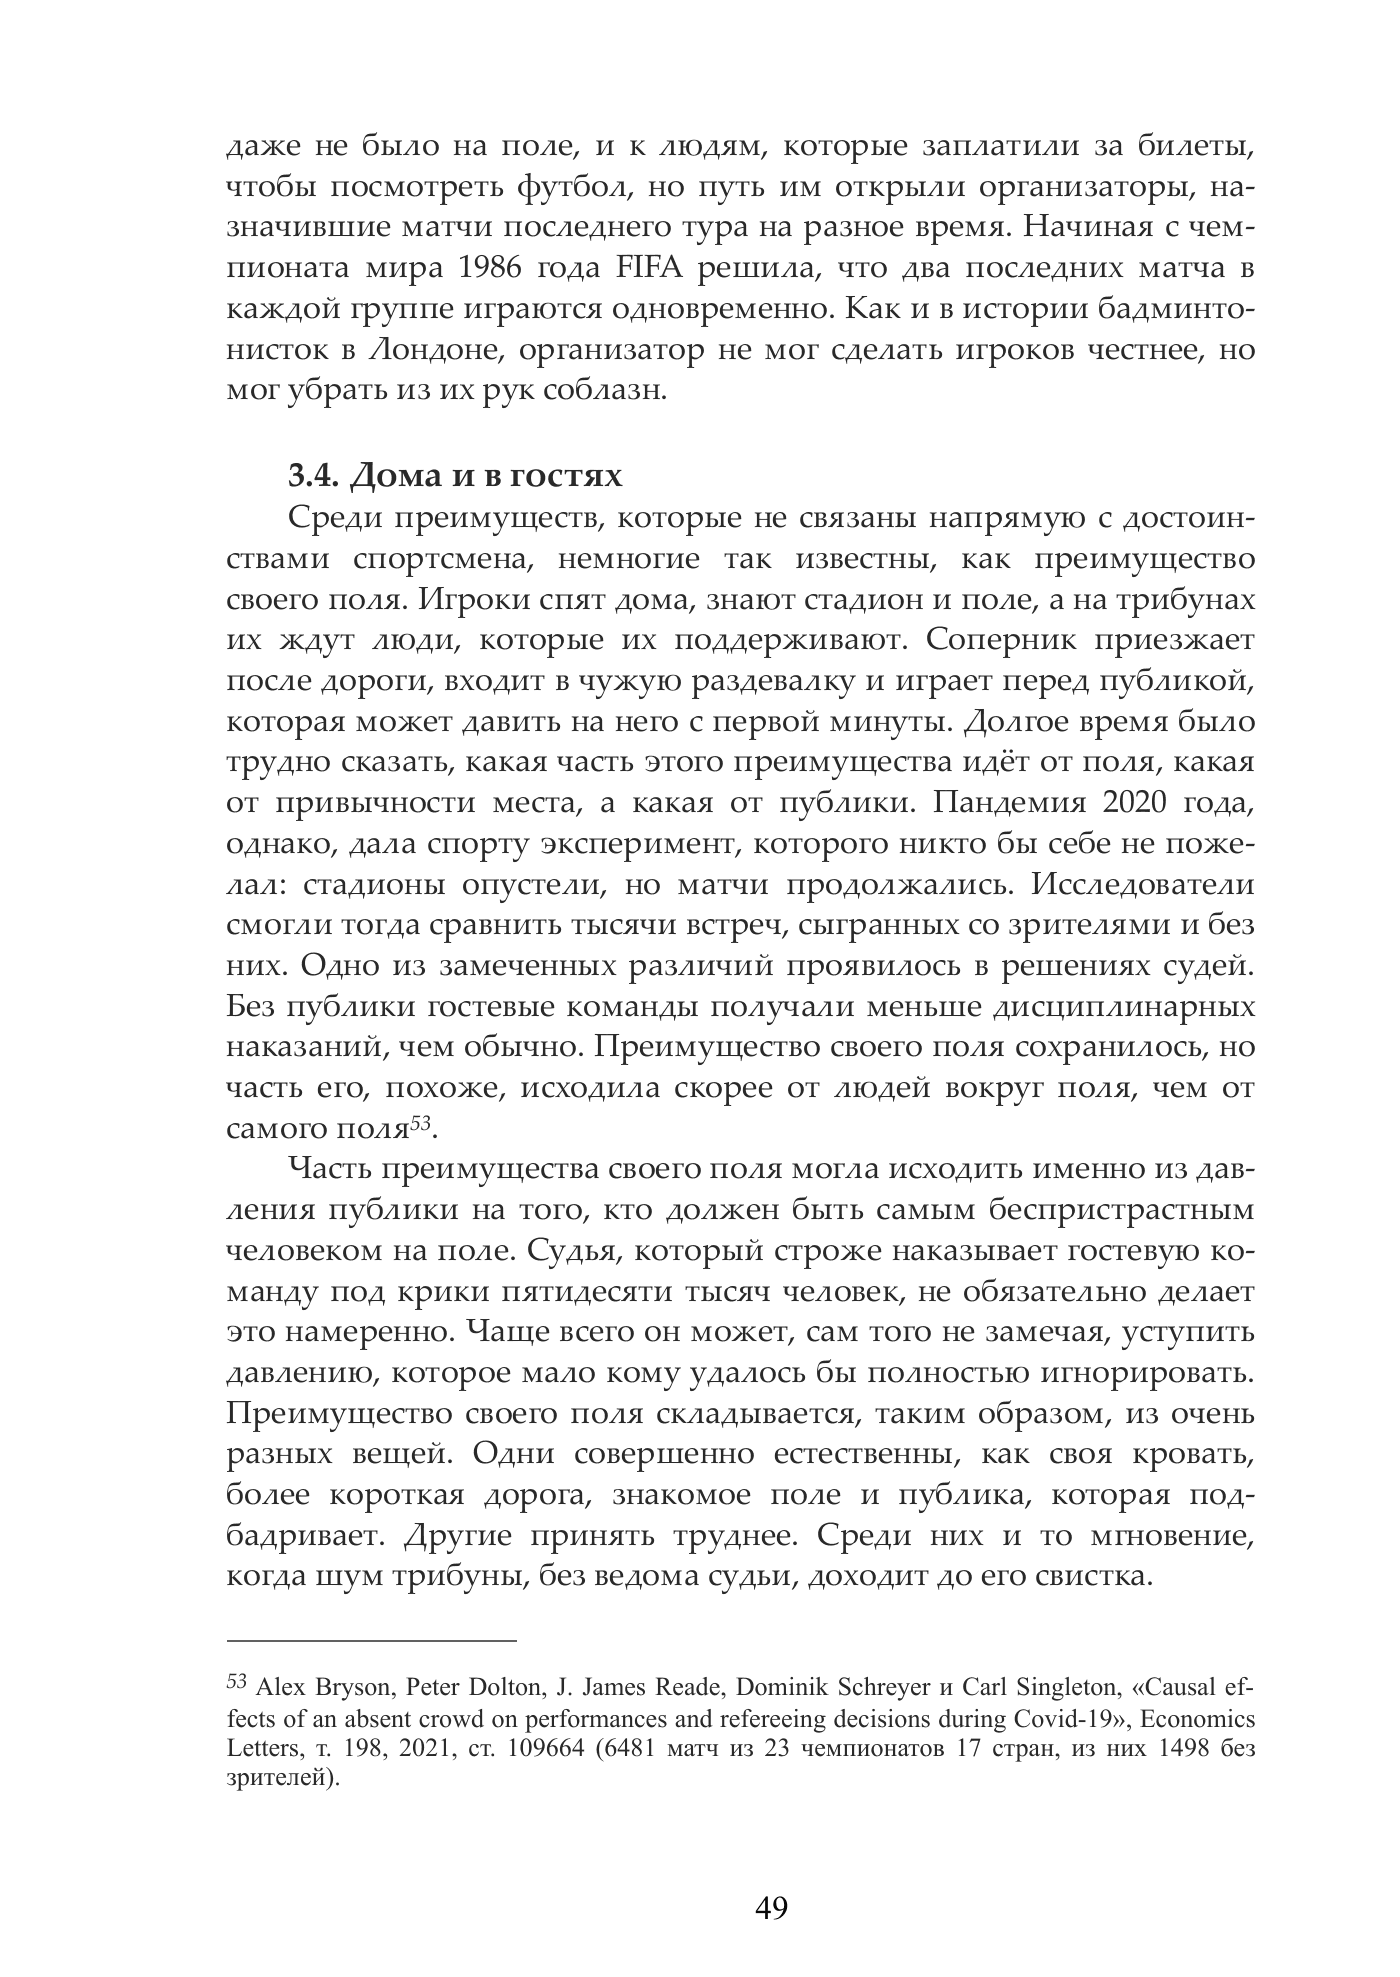 даже не было на поле, и к людям, которые заплатили за билеты,
чтобы посмотреть футбол, но путь им открыли организаторы, на-
значившие матчи последнего тура на разное время. Начиная с чем-
пионата мира 1986 года FIFA решила, что два последних матча в
каждой группе играются одновременно. Как и в истории бадминто-
нисток в Лондоне, организатор не мог сделать игроков честнее, но
мог убрать из их рук соблазн.
3.4. Дома и в гостях
Среди преимуществ, которые не связаны напрямую с достоин-
ствами спортсмена, немногие так известны, как преимущество
своего поля. Игроки спят дома, знают стадион и поле, а на трибунах
их ждут люди, которые их поддерживают. Соперник приезжает
после дороги, входит в чужую раздевалку и играет перед публикой,
которая может давить на него с первой минуты. Долгое время было
трудно сказать, какая часть этого преимущества идёт от поля, какая
от привычности места, а какая от публики. Пандемия 2020 года,
однако, дала спорту эксперимент, которого никто бы себе не поже-
лал: стадионы опустели, но матчи продолжались. Исследователи
смогли тогда сравнить тысячи встреч, сыгранных со зрителями и без
них. Одно из замеченных различий проявилось в решениях судей.
Без публики гостевые команды получали меньше дисциплинарных
наказаний, чем обычно. Преимущество своего поля сохранилось, но
часть его, похоже, исходила скорее от людей вокруг поля, чем от
самого поля53.
Часть преимущества своего поля могла исходить именно из дав-
ления публики на того, кто должен быть самым беспристрастным
человеком на поле. Судья, который строже наказывает гостевую ко-
манду под крики пятидесяти тысяч человек, не обязательно делает
это намеренно. Чаще всего он может, сам того не замечая, уступить
давлению, которое мало кому удалось бы полностью игнорировать.
Преимущество своего поля складывается, таким образом, из очень
разных вещей. Одни совершенно естественны, как своя кровать,
более короткая дорога, знакомое поле и публика, которая под-
бадривает. Другие принять труднее. Среди них и то мгновение,
когда шум трибуны, без ведома судьи, доходит до его свистка.
53 Alex Bryson, Peter Dolton, J. James Reade, Dominik Schreyer и Carl Singleton, «Causal ef-
fects of an absent crowd on performances and refereeing decisions during Covid-19», Economics
Letters, т. 198, 2021, ст. 109664 (6481 матч из 23 чемпионатов 17 стран, из них 1498 без
зрителей).
49